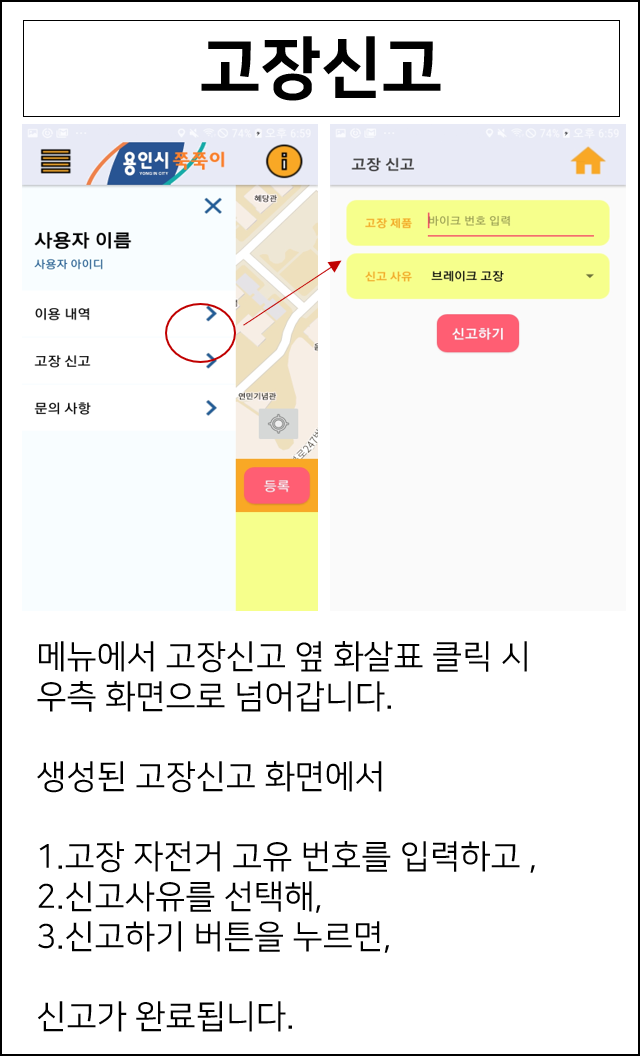 고장신고
74% 오후 6:59
74% 오후 6:59
용인시 쭉쭉이
YONG IN CITY
고장 신고
혜당관
사용자 이름
사용자 아이디
고장 제품 바이크 번호 입력
신고 사유 브레이크 고장
이용 내역
신고하기
고장 신고
연민기념관
문의 사항
로247번
등록
메뉴에서 고장신고 옆 화살표 클릭 시
우측 화면으로 넘어갑니다.
생성된 고장신고 화면에서
1.고장 자전거 고유 번호를 입력하고 ,
2.신고사유를 선택해,
3.신고하기 버튼을 누르면,
신고가 완료됩니다.